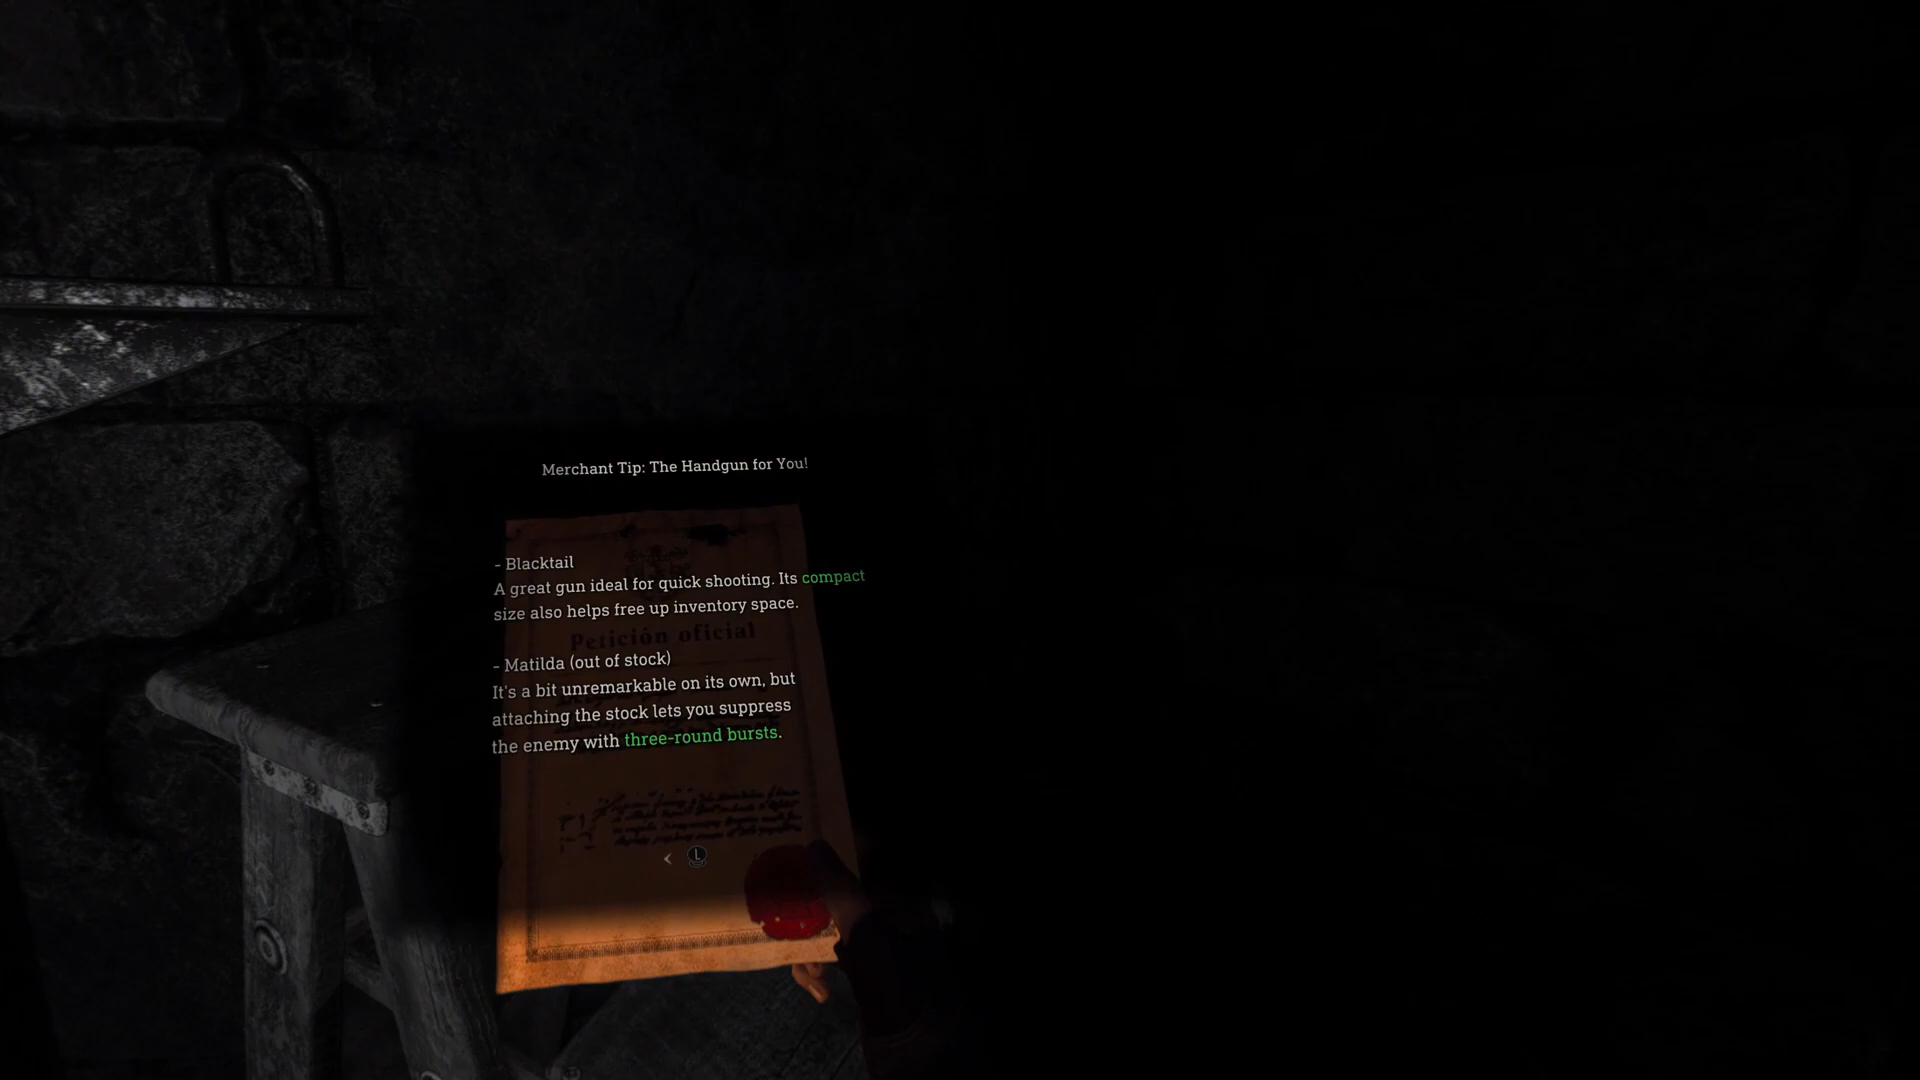 Merchant Tip: The Handgun for You!
- Blacktail
A great gun ideal for quick shooting. Its compact
size also helps free up inventory space.
Petición oficial
- Matilda (out of stock)
It's a bit unremarkable on its own, but
attaching the stock lets you suppress
the enemy with three-round bursts.
L